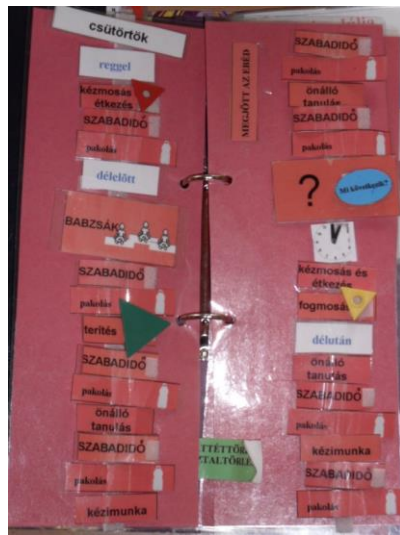 csütörtök
reggel
kézmosás
étkezés
SZABADIDŐ
pakolás
délelőtt
BABZSÁK
SZABADIDŐ
pakolás
terítés
SZABADIDŐ
pakolás
önálló
tanulás
SZABADIDŐ
pakolás
kézimunka
MEGJÖTT AZ EBÉD
SZABADIDŐ
pakolás
önálló
tanulás
SZABADIDŐ
pakolás
?
Mi következik?
kézmosás és
étkezés
fogmosás
délután
önálló
tanulás
SZABADIDŐ
pakolás
kézimunka
SZABADIDŐ
pakolás